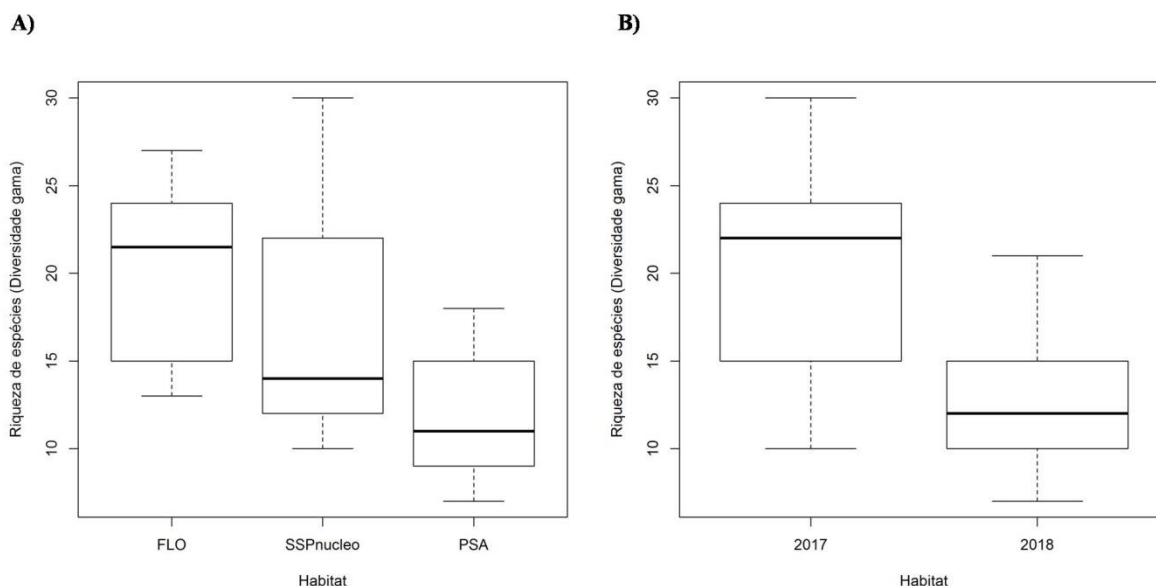 A)
Riqueza de espécies (Diversidade gama)
30
25
20
15
10
FLO
SSPnucleo
PSA
Habitat
B)
Riqueza de espécies (Diversidade gama)
30
25
20
15
10
2017
2018
Habitat